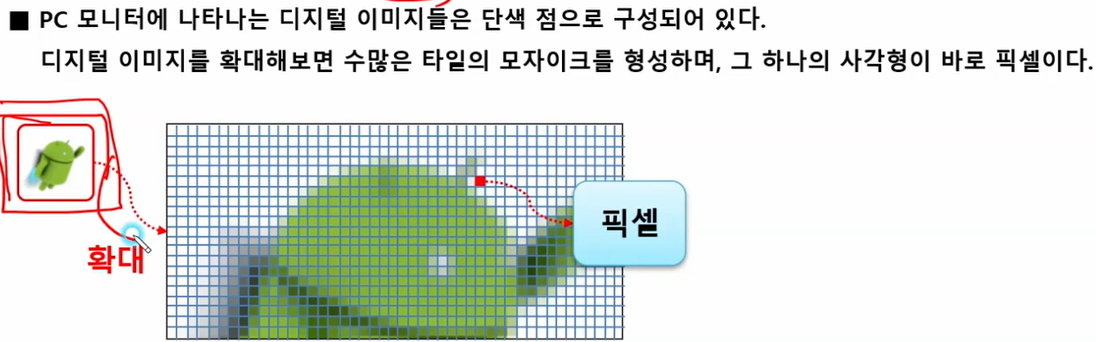 ■ PC 모니터에 나타나는 디지털 이미지들은 단색 점으로 구성되어 있다.
디지털 이미지를 확대해보면 수많은 타일의 모자이크를 형성하며, 그 하나의 사각형이 바로 픽셀이다.
픽셀
확대